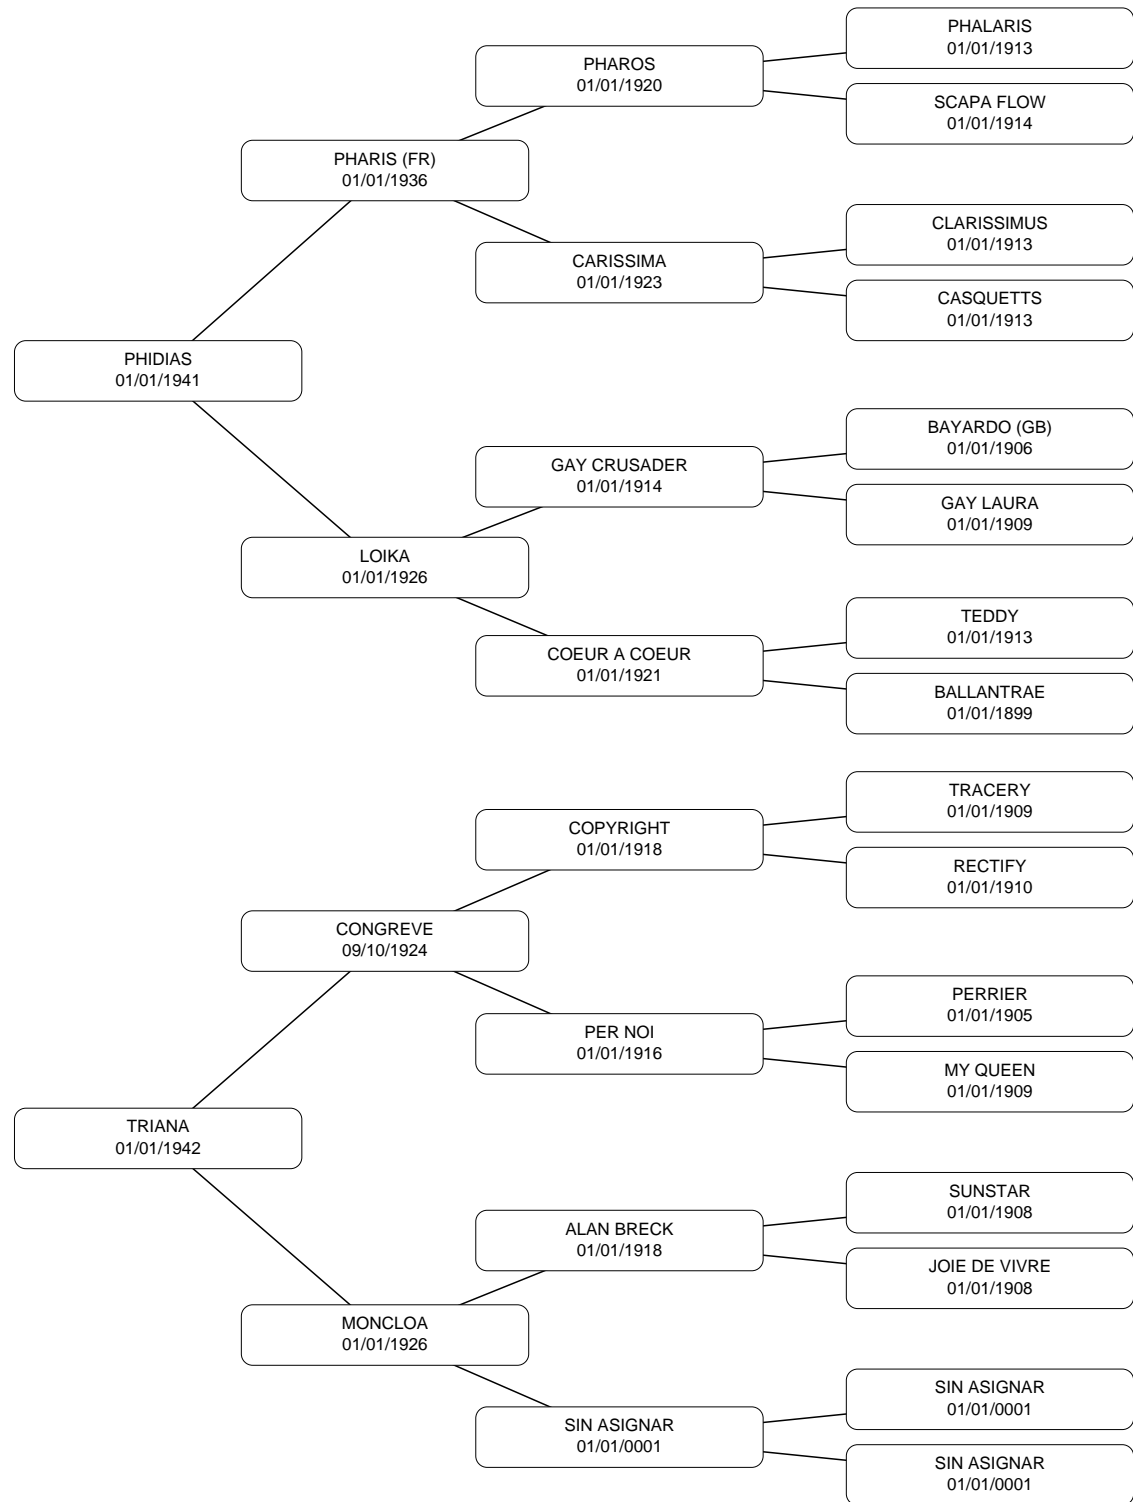 PHALARIS
01/01/1913
PHAROS
01/01/1920
SCAPA FLOW
01/01/1914
PHARIS (FR)
01/01/1936
CLARISSIMUS
01/01/1913
CARISSIMA
01/01/1923
CASQUETTS
01/01/1913
PHIDIAS
01/01/1941
BAYARDO (GB)
01/01/1906
GAY CRUSADER
01/01/1914
GAY LAURA
01/01/1909
LOIKA
01/01/1926
TEDDY
01/01/1913
COEUR A COEUR
01/01/1921
BALLANTRAE
01/01/1899
TRACERY
01/01/1909
COPYRIGHT
01/01/1918
RECTIFY
01/01/1910
CONGREVE
09/10/1924
PERRIER
01/01/1905
PER NOI
01/01/1916
MY QUEEN
01/01/1909
TRIANA
01/01/1942
SUNSTAR
01/01/1908
ALAN BRECK
01/01/1918
JOIE DE VIVRE
01/01/1908
MONCLOA
01/01/1926
SIN ASIGNAR
01/01/0001
SIN ASIGNAR
01/01/0001
SIN ASIGNAR
01/01/0001